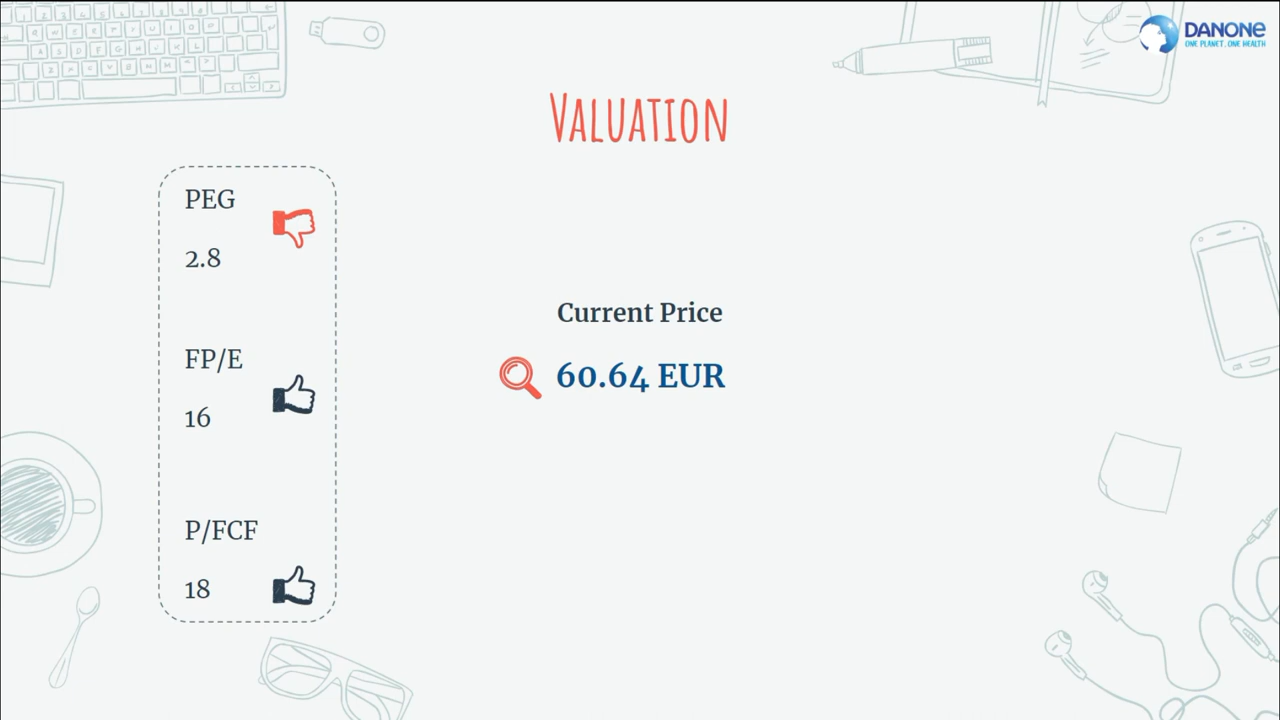 DANONE
ONE PLANET. ONE HEALTH
VALUATION
PEG
2.8
FP/E
16
P/FCF
18
Current Price
60.64 EUR